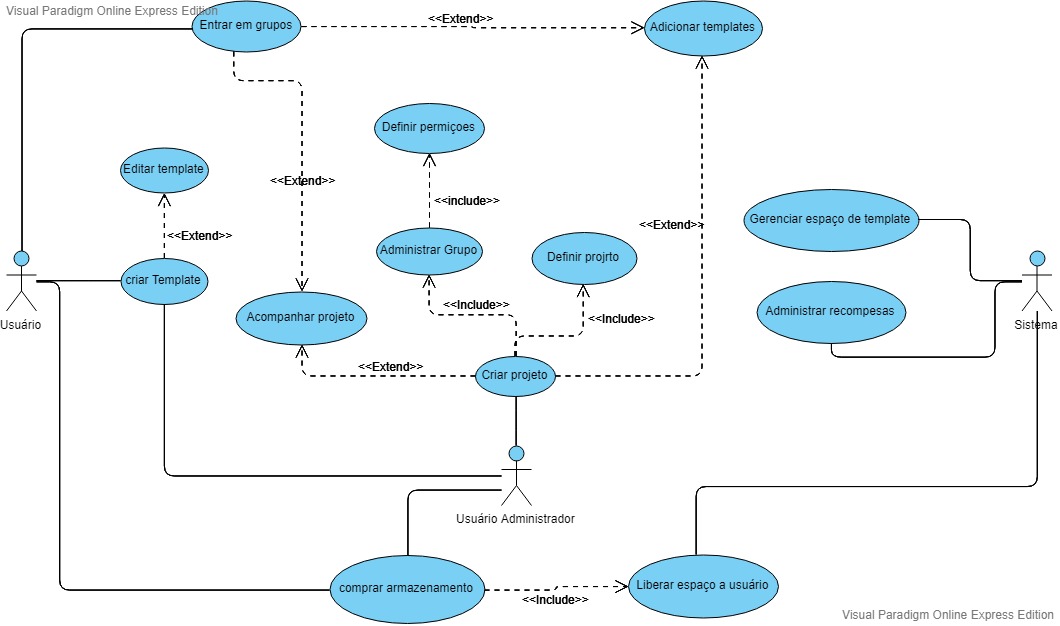 Visual Paradigm Online Express Edition
Entrar em grupos
<<Extend>>
Adicionar templates
Definir permiçoes
Editar template
<<Extend>>
<<include>>
<<Extend>>
<<Extend>>
Gerenciar espaço de template
Administrar Grupo
Definir projrto
criar Template
Usuário
Acompanhar projeto
<<Include>>
<<Include>>
Administrar recompesas
Sistema
<<Extend>>
Criar projeto
Usuário Administrador
comprar armazenamento
<<Include>>
Liberar espaço a usuário
Visual Paradigm Online Express Edition